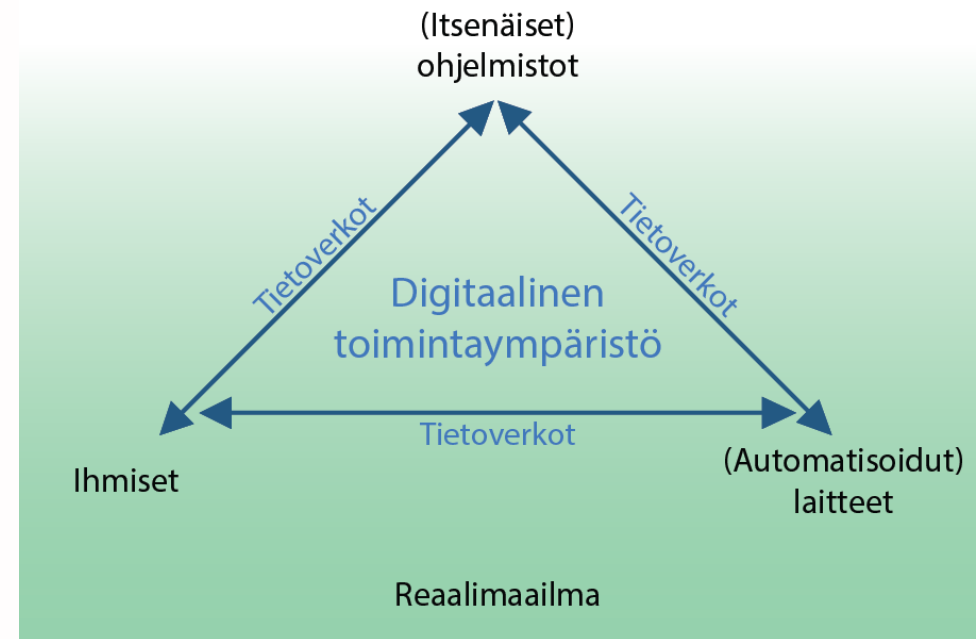 (Itsenäiset)
ohjelmistot
Tietoverkot
Tietoverkot
Digitaalinen
toimintaympäristö
Tietoverkot
Ihmiset
(Automatisoidut)
laitteet
Reaalimaailma